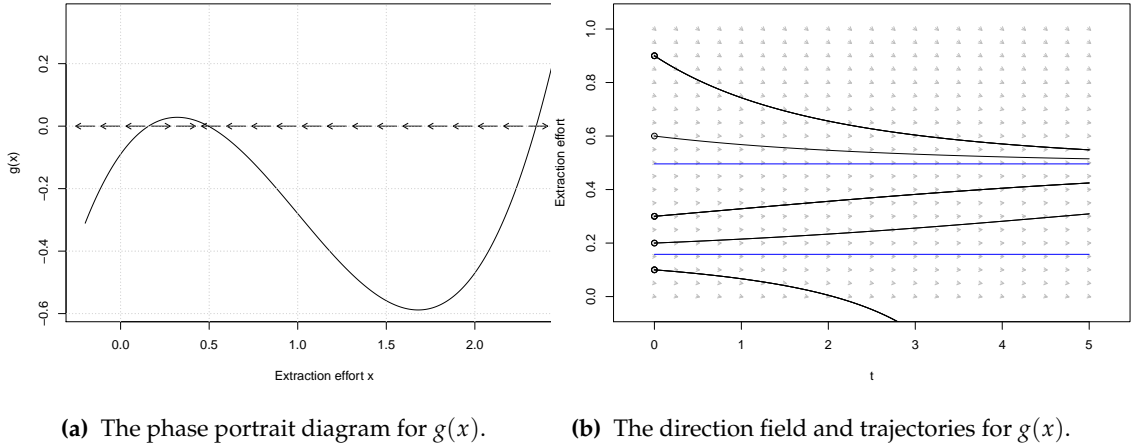 g(x)
0.2
0.0
−0.2
−0.4
−0.6
0.0 0.5 1.0 1.5 2.0
Extraction effort x
Extraction effort
1.0
0.8
0.6
0.4
0.2
0.0
0 1 2 3 4 5
t
(a) The phase portrait diagram for g(x).
(b) The direction field and trajectories for g(x).